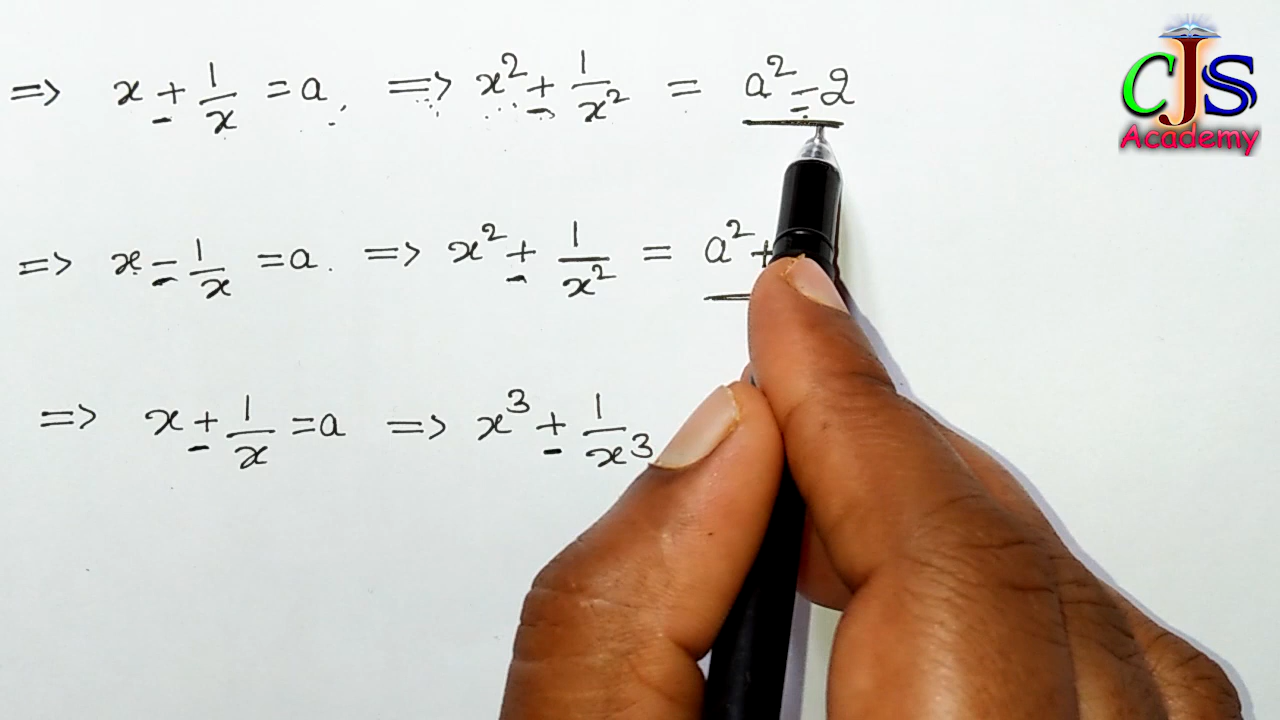 => x + 1/x = a, => x² + 1/x² = a² - 2
=> x - 1/x = a. => x² + 1/x² = a² +
=> x + 1/x = a => x³ + 1/x³
CJS
Academy